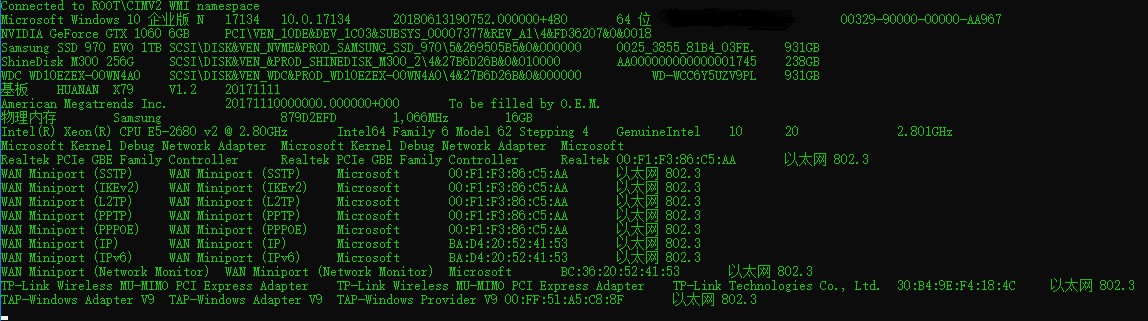 Connected to ROOT\CIMV2 WMI namespace
Microsoft Windows 10 企业版 N 17134 10.0.17134 20180613190752.000000+480 64 位 00329-90000-00000-AA967
NVIDIA GeForce GTX 1060 6GB PCI\VEN_10DE&DEV_1C03&SUBSYS_00007377&REV_A1\4&FD36207&0&0018
Samsung SSD 970 EVO 1TB SCSI\DISK&VEN_NVME&PROD_SAMSUNG_SSD_970\5&269505B5&0&000000 0025_3855_81B4_03FE. 931GB
ShineDisk M300 256G SCSI\DISK&VEN_&PROD_SHINEDISK_M300_2\4&27B6D26B&0&010000 AA00000000000001745 238GB
WDC WD10EZEX-00WN4A0 SCSI\DISK&VEN_WDC&PROD_WD10EZEX-00WN4A0\4&27B6D26B&0&000000 WD-WCC6Y5UZV9PL 931GB
基板 HUANAN X79 V1.2 20171111
American Megatrends Inc. 20171110000000.000000+000 To be filled by O.E.M.
物理内存 Samsung 879D2EFD 1,066MHz 16GB
Intel(R) Xeon(R) CPU E5-2680 v2 @ 2.80GHz Intel64 Family 6 Model 62 Stepping 4 GenuineIntel 10 20 2.801GHz
Microsoft Kernel Debug Network Adapter Microsoft Kernel Debug Network Adapter Microsoft
Realtek PCIe GBE Family Controller Realtek PCIe GBE Family Controller Realtek 00:F1:F3:86:C5:AA 以太网 802.3
WAN Miniport (SSTP) WAN Miniport (SSTP) Microsoft 00:F1:F3:86:C5:AA 以太网 802.3
WAN Miniport (IKEv2) WAN Miniport (IKEv2) Microsoft 00:F1:F3:86:C5:AA 以太网 802.3
WAN Miniport (L2TP) WAN Miniport (L2TP) Microsoft 00:F1:F3:86:C5:AA 以太网 802.3
WAN Miniport (PPTP) WAN Miniport (PPTP) Microsoft 00:F1:F3:86:C5:AA 以太网 802.3
WAN Miniport (PPPOE) WAN Miniport (PPPOE) Microsoft 00:F1:F3:86:C5:AA 以太网 802.3
WAN Miniport (IP) WAN Miniport (IP) Microsoft BA:D4:20:52:41:53 以太网 802.3
WAN Miniport (IPv6) WAN Miniport (IPv6) Microsoft BA:D4:20:52:41:53 以太网 802.3
WAN Miniport (Network Monitor) WAN Miniport (Network Monitor) Microsoft BC:36:20:52:41:53 以太网 802.3
TP-Link Wireless MU-MIMO PCI Express Adapter TP-Link Wireless MU-MIMO PCI Express Adapter TP-Link Technologies Co., Ltd. 30:B4:9E:F4:18:4C 以太网 802.3
TAP-Windows Adapter V9 TAP-Windows Adapter V9 TAP-Windows Provider V9 00:FF:51:A5:C8:8F 以太网 802.3